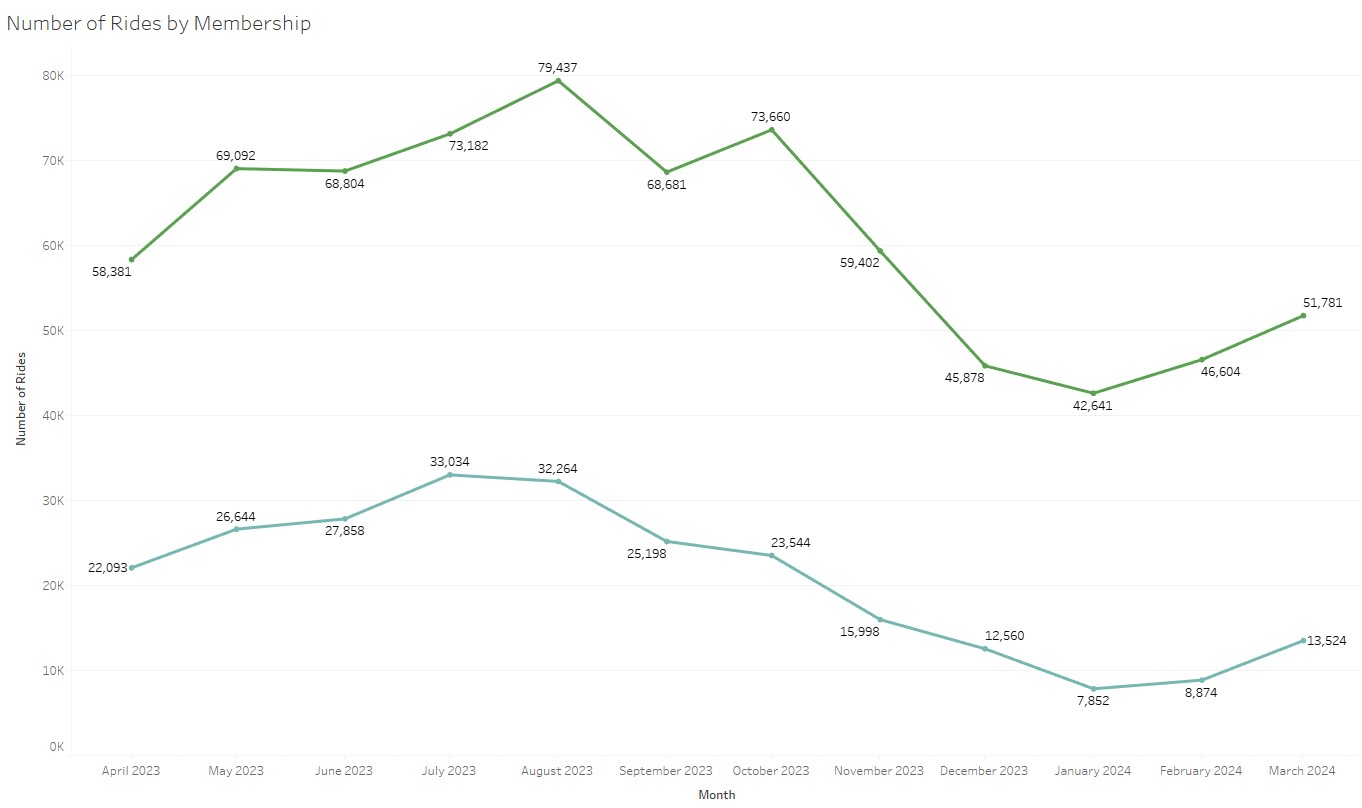 Number of Rides by Membership
80K
70K
60K
50K
40K
30K
20K
10K
0K
Number of Rides
58,381
69,092
68,804
73,182
79,437
68,681
73,660
59,402
45,878
42,641
46,604
51,781
22,093
26,644
27,858
33,034
32,264
25,198
23,544
15,998
12,560
7,852
8,874
13,524
April 2023
May 2023
June 2023
July 2023
August 2023
September 2023
October 2023
November 2023
December 2023
January 2024
February 2024
March 2024
Month